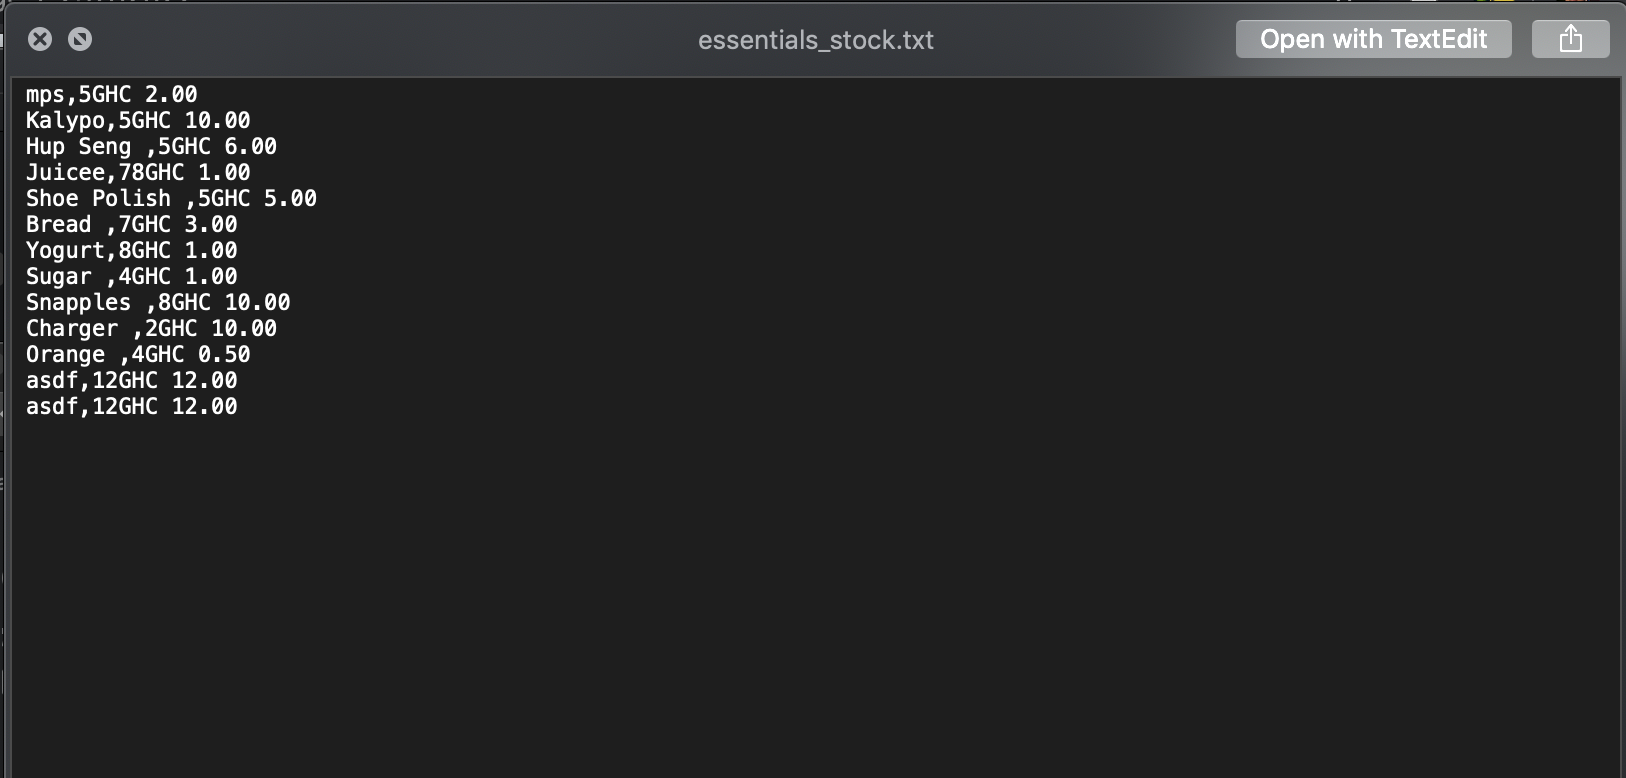 essentials_stock.txt
Open with TextEdit
mps,5GHC 2.00
Kalypo,5GHC 10.00
Hup Seng ,5GHC 6.00
Juicee,78GHC 1.00
Shoe Polish ,5GHC 5.00
Bread ,7GHC 3.00
Yogurt,8GHC 1.00
Sugar ,4GHC 1.00
Snapples ,8GHC 10.00
Charger ,2GHC 10.00
Orange ,4GHC 0.50
asdf,12GHC 12.00
asdf,12GHC 12.00